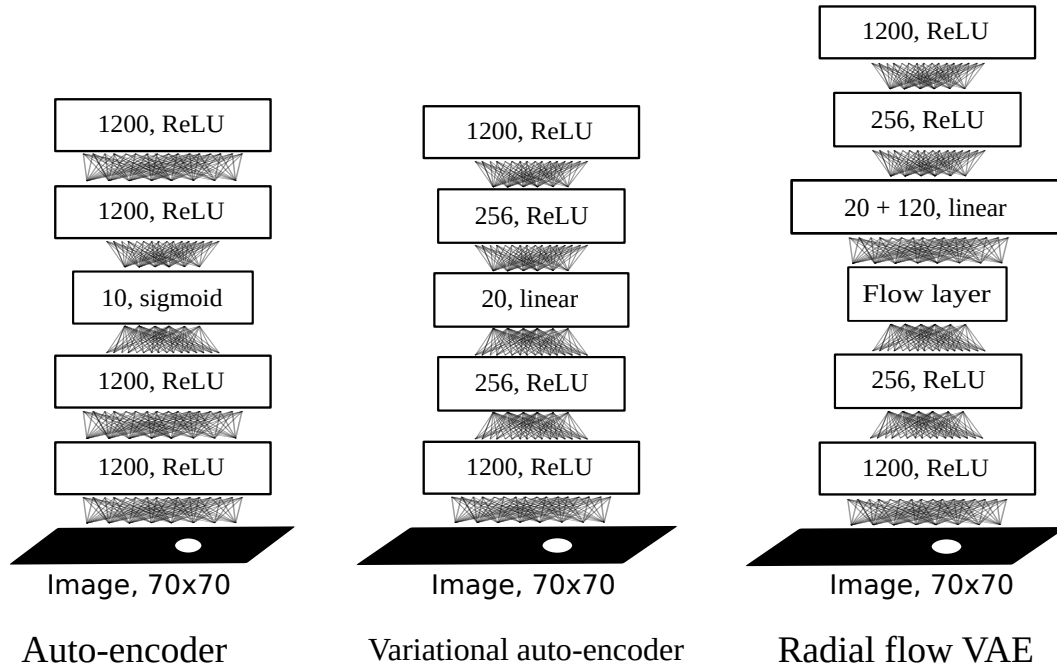 1200, ReLU
1200, ReLU
10, sigmoid
1200, ReLU
1200, ReLU
Image, 70x70
Auto-encoder
1200, ReLU
256, ReLU
20, linear
256, ReLU
1200, ReLU
Image, 70x70
Variational auto-encoder
1200, ReLU
256, ReLU
20 + 120, linear
Flow layer
256, ReLU
1200, ReLU
Image, 70x70
Radial flow VAE